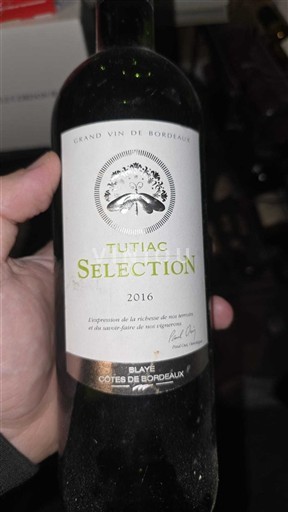 GRAND VIN DE BORDEAUX
TUTIAC
SELECTION
2016
L'expression de la richesse de nos terroirs,
et du savoir-faire de nos vignerons.
BLAYE
CÔTES DE BORDEAUX